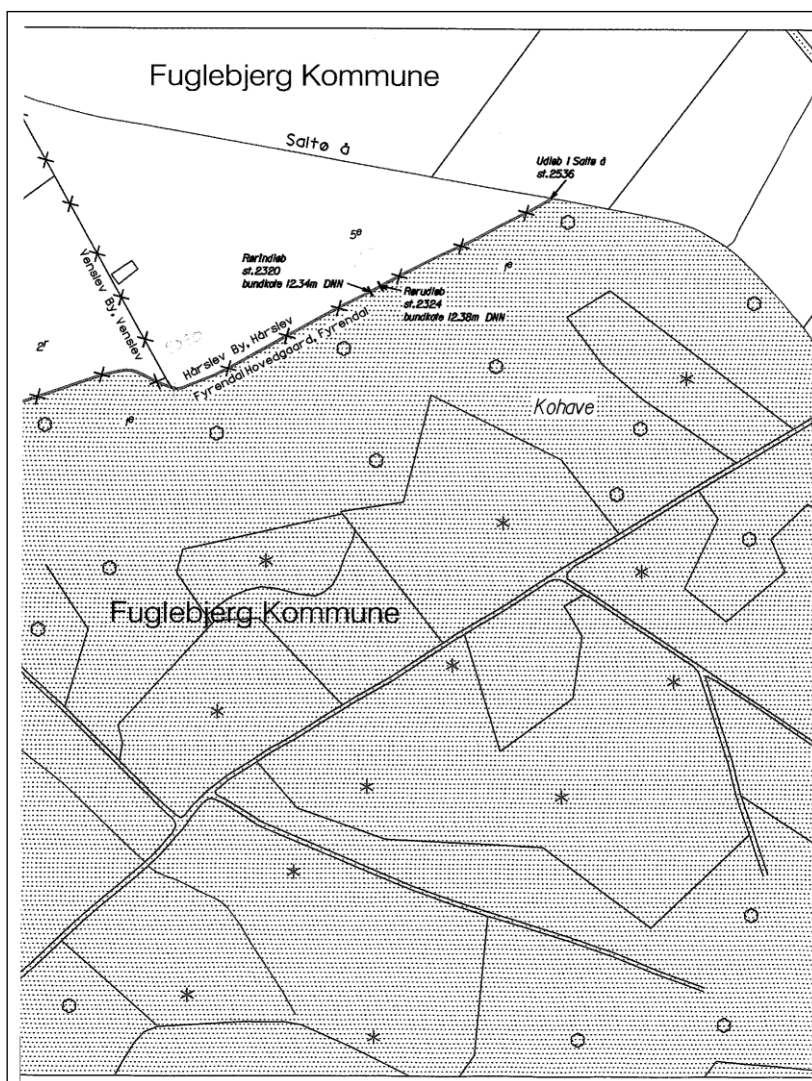 Fuglebjerg Kommune
Saltø å
Udløb i Saltø å
st.2536
5ª
Rørindløb
st.2320
bundkote 12.34m DNN
Rørudløb
st.2324
bundkote 12.38m DNN
Venslev By, Venslev
Hårslev By, Hårslev
Fyrendal Hovedgaard, Fyrendal
Kohave
Fuglebjerg Kommune